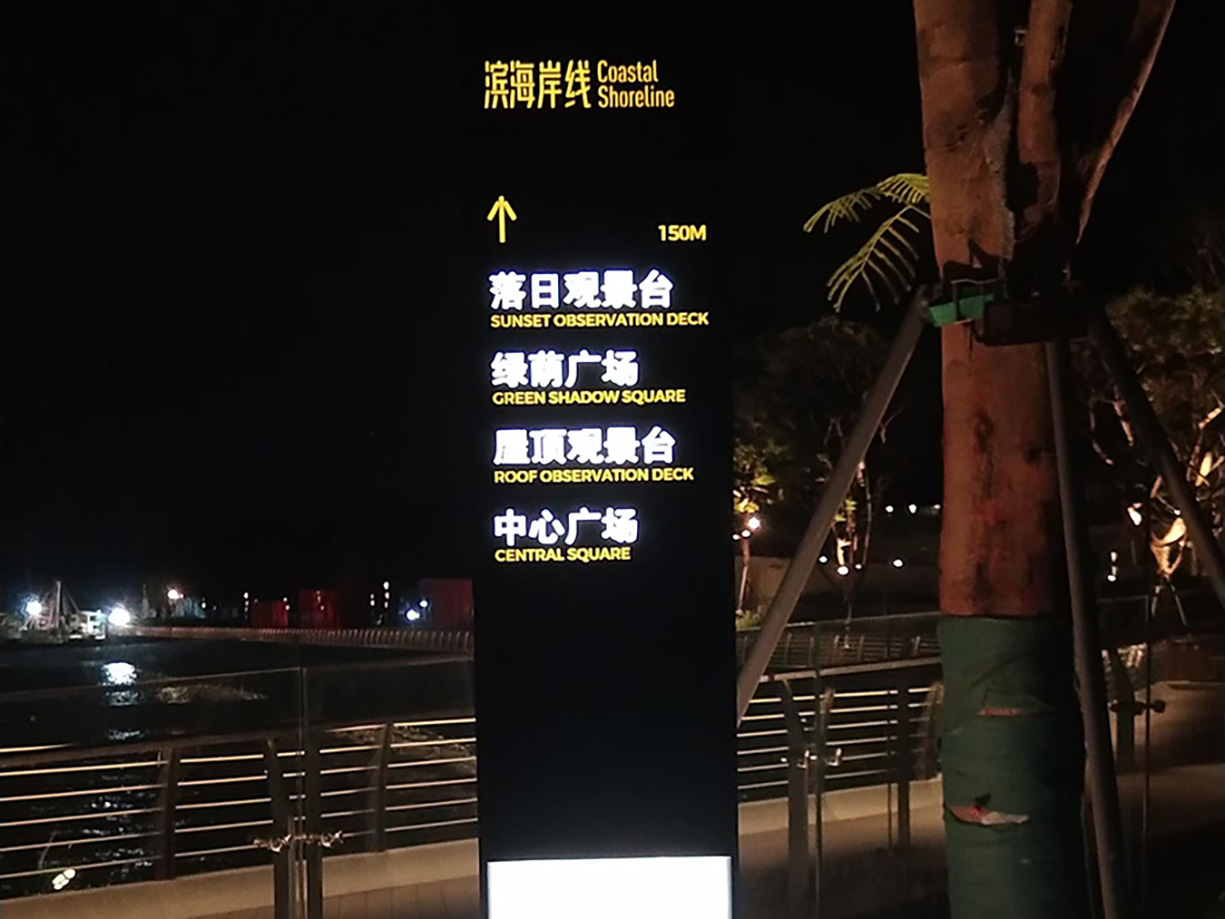 滨海岸线 Coastal
Shoreline
150M
落日观景台
SUNSET OBSERVATION DECK
绿荫广场
GREEN SHADOW SQUARE
屋顶观景台
ROOF OBSERVATION DECK
中心广场
CENTRAL SQUARE